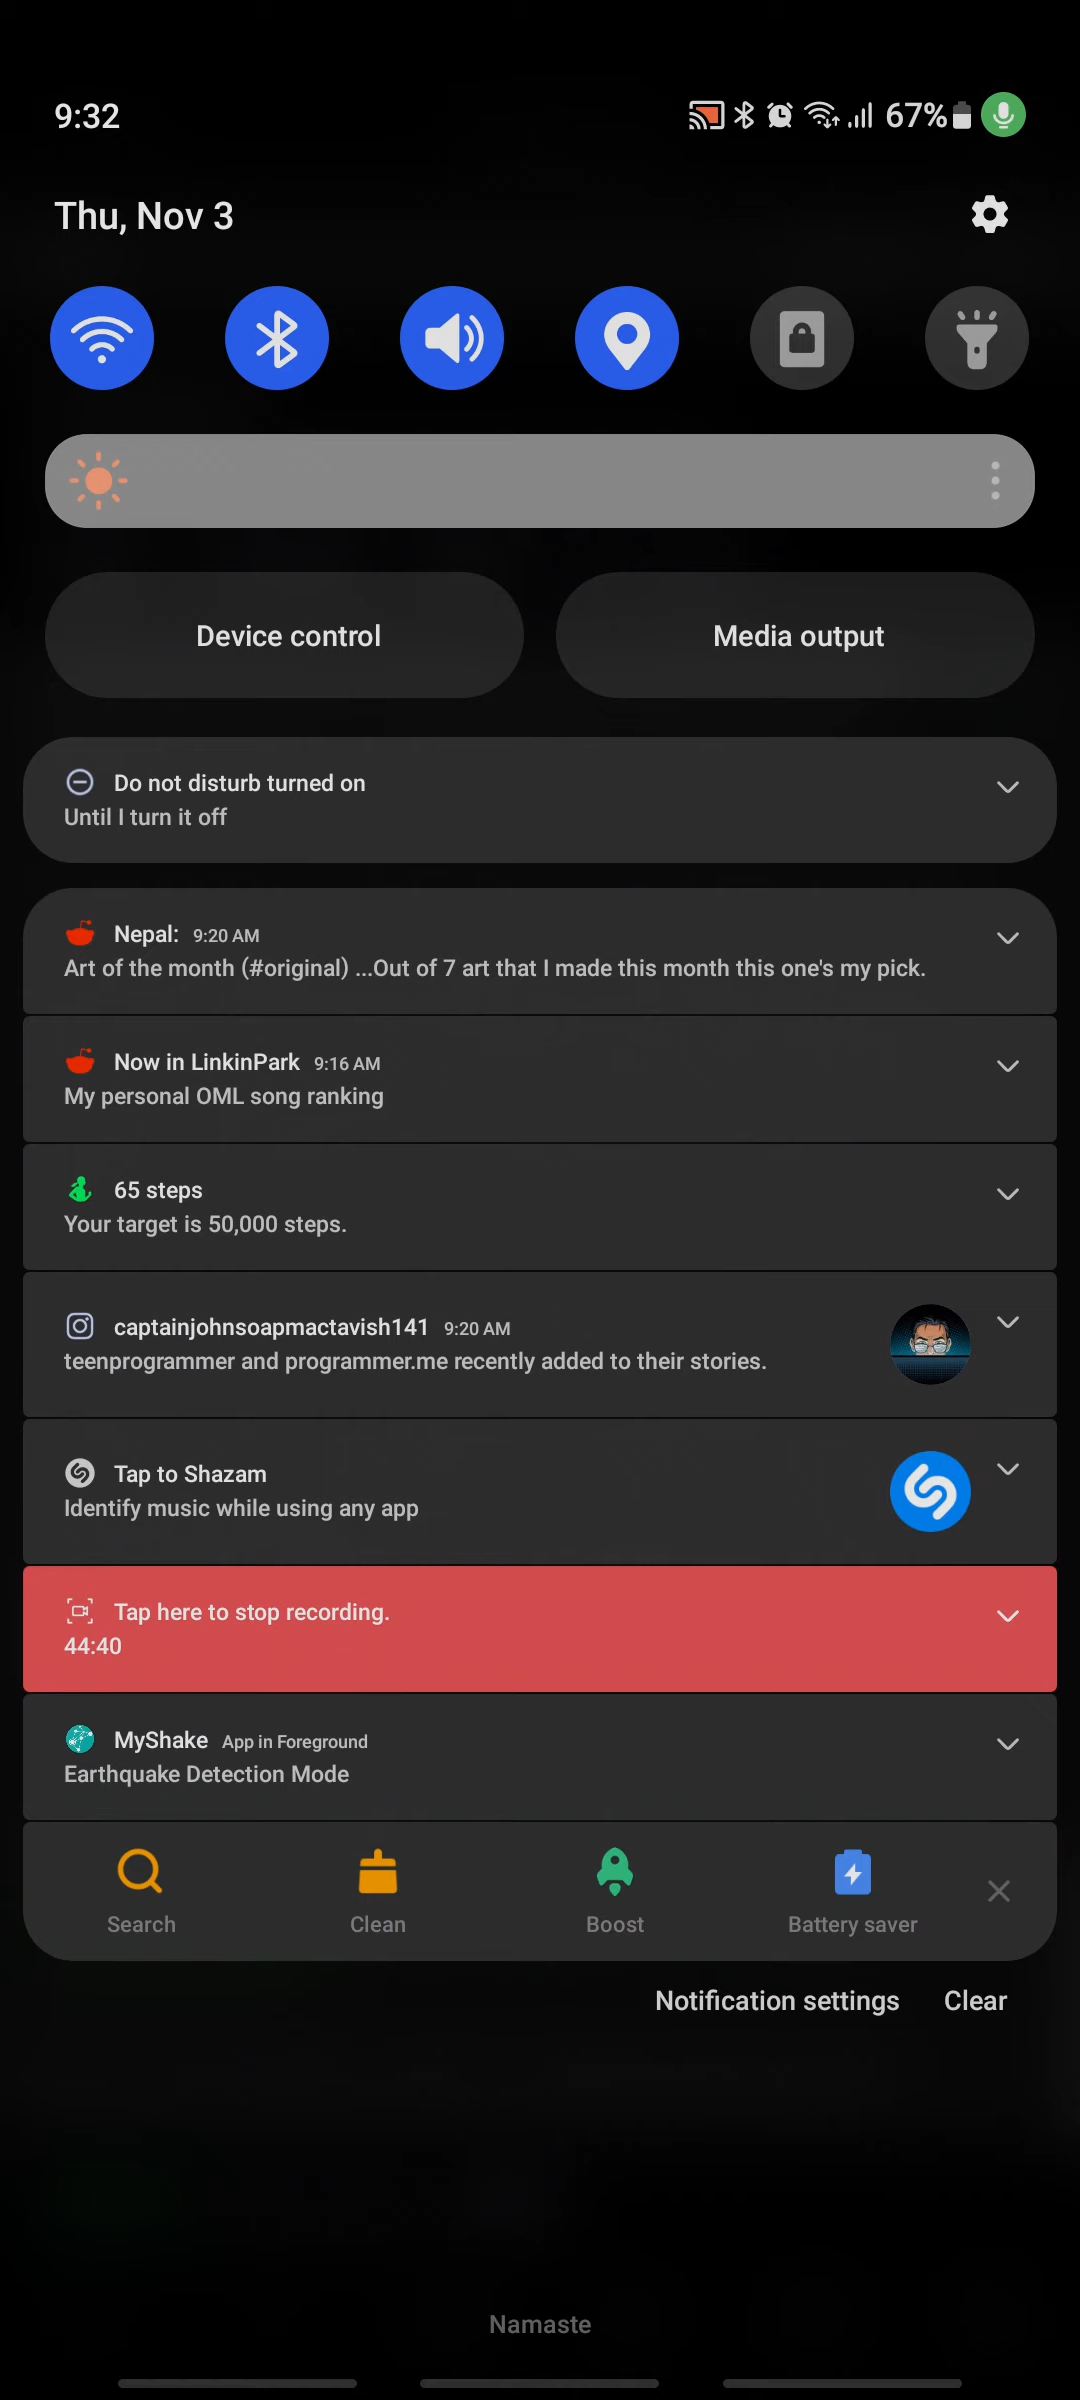 9:32
67%
Thu, Nov 3
Device control
Media output
Do not disturb turned on
Until I turn it off
Nepal: 9:20 AM
Art of the month (#original) ...Out of 7 art that I made this month this one's my pick.
Now in LinkinPark 9:16 AM
My personal OML song ranking
65 steps
Your target is 50,000 steps.
captainjohnsoapmactavish141 9:20 AM
teenprogrammer and programmer.me recently added to their stories.
Tap to Shazam
Identify music while using any app
Tap here to stop recording.
44:40
MyShake App in Foreground
Earthquake Detection Mode
Search
Clean
Boost
Battery saver
Notification settings
Clear
Namaste